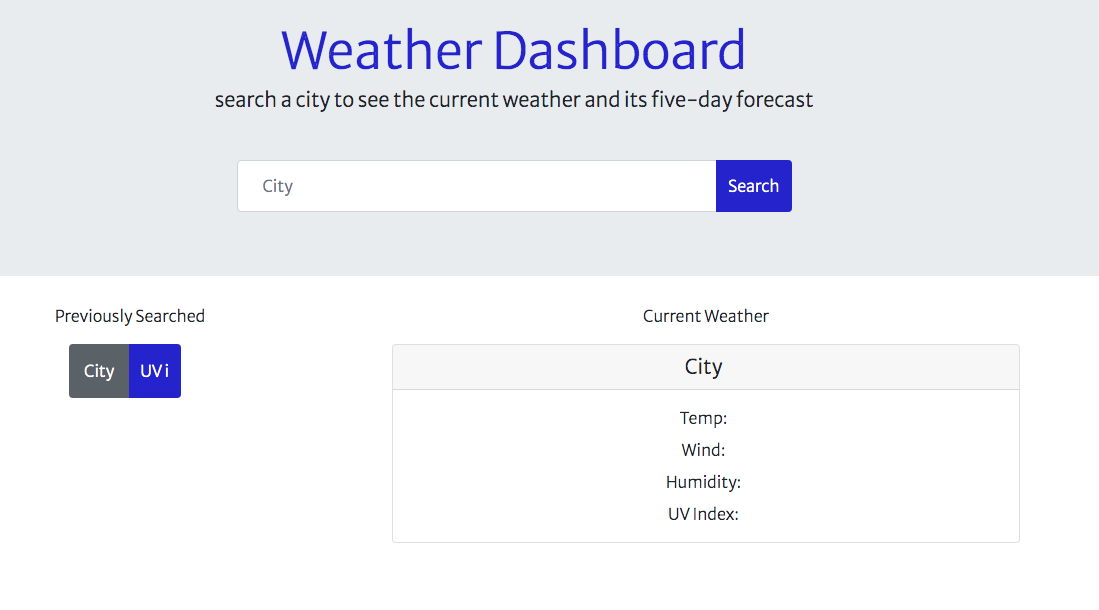 Weather Dashboard
search a city to see the current weather and its five-day forecast
City
Search
Previously Searched
City
UV i
Current Weather
City
Temp:
Wind:
Humidity:
UV Index: